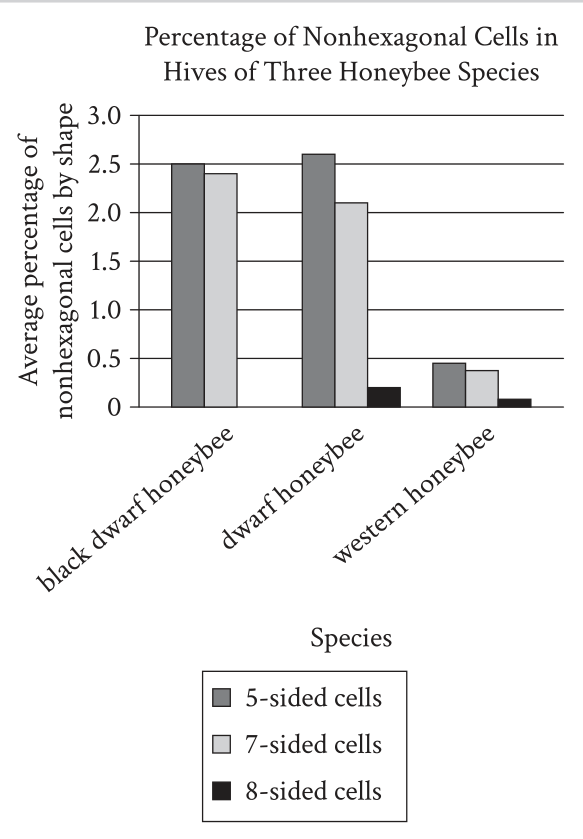 Percentage of Nonhexagonal Cells in
Hives of Three Honeybee Species
Average percentage of
nonhexagonal cells by shape
3.0
2.5
2.0
1.5
1.0
0.5
0
black dwarf honeybee
dwarf honeybee
western honeybee
Species
5-sided cells
7-sided cells
8-sided cells